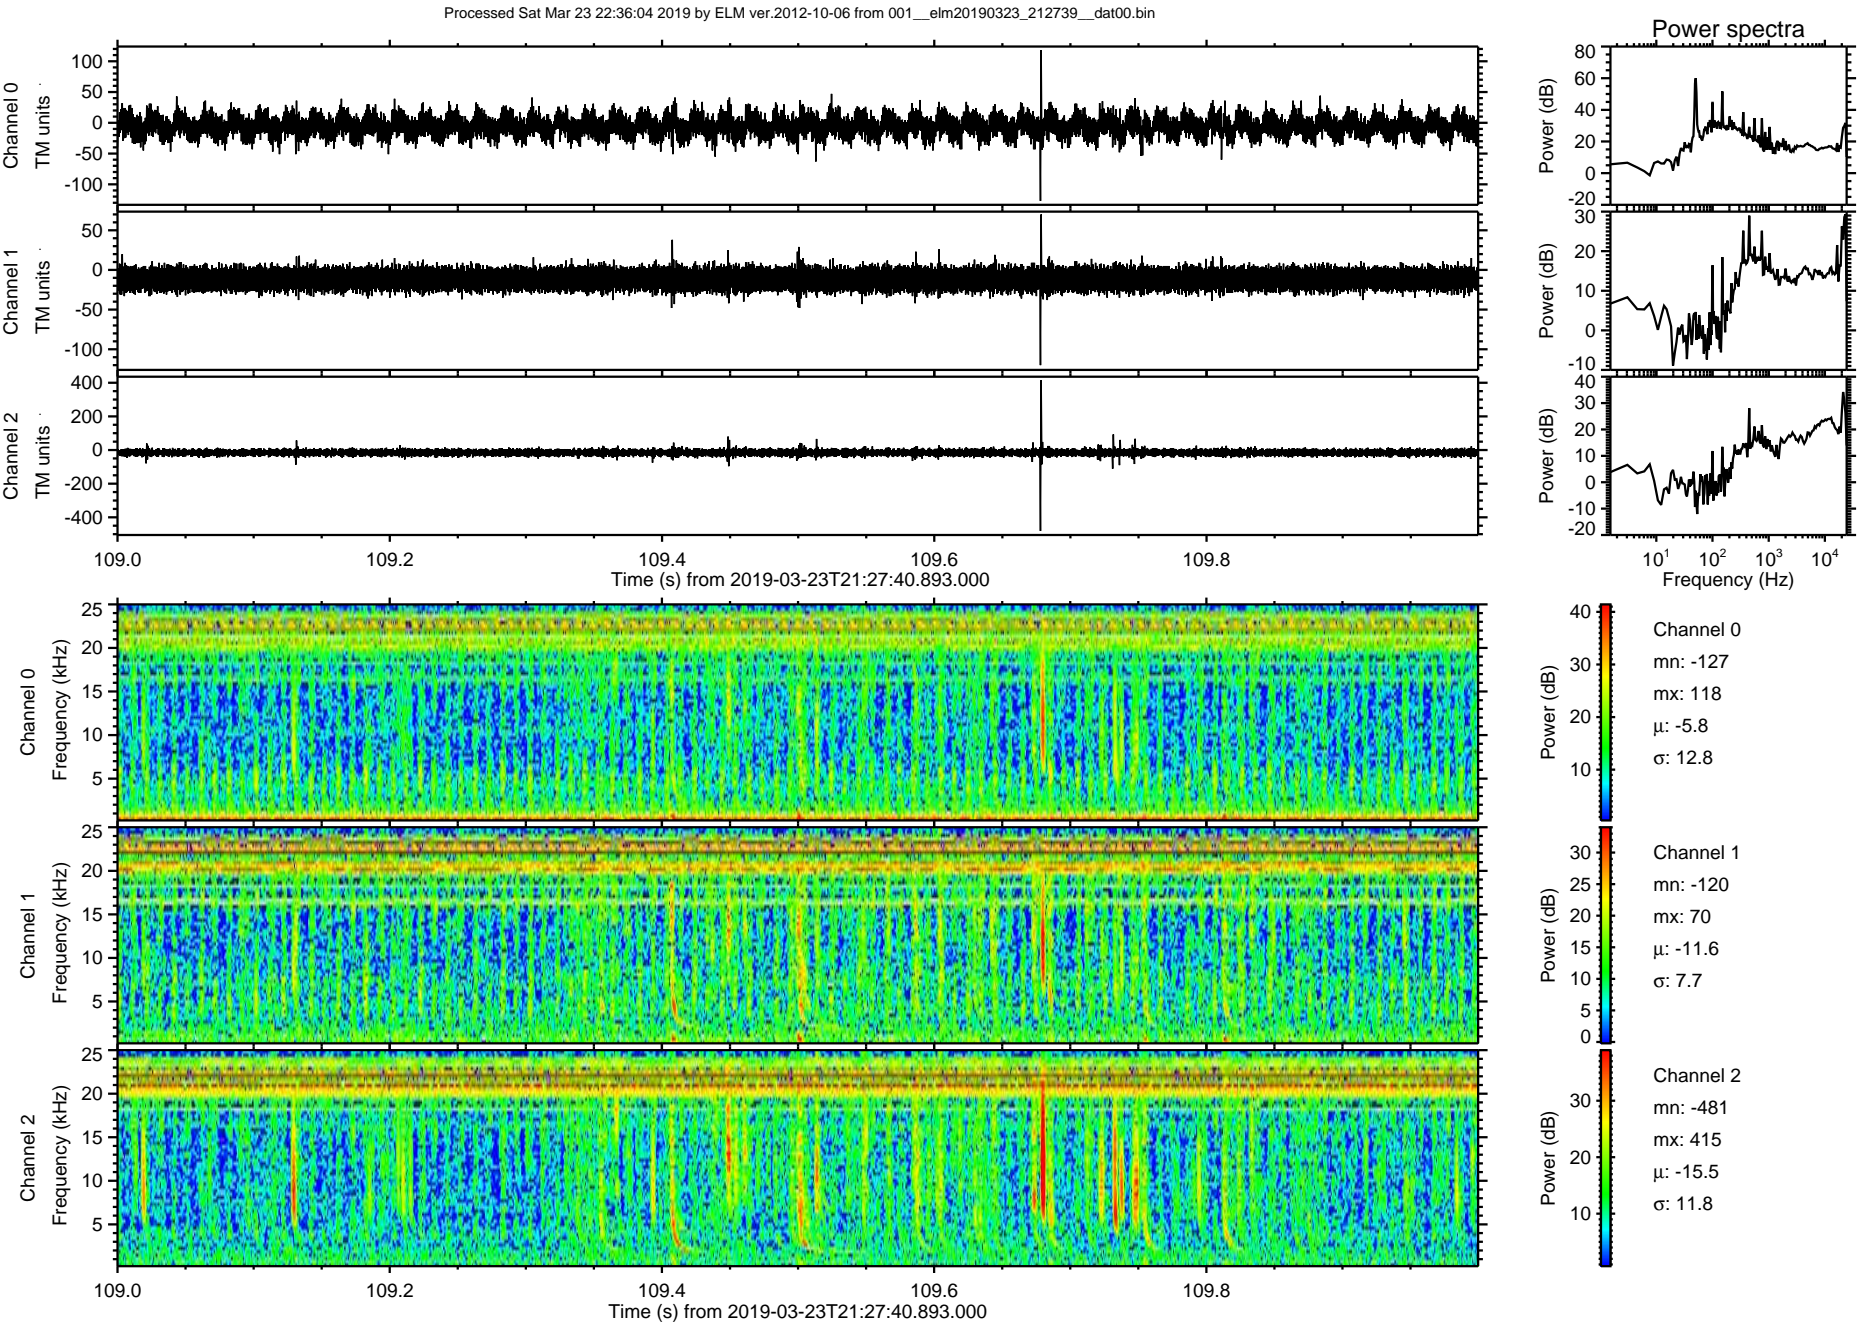 Processed Sat Mar 23 22:36:04 2019 by ELM ver.2012-10-06 from 001__elm20190323_212739__dat00.bin
Power spectra
Channel 0
TM units
100
50
0
-50
-100
Power (dB)
80
60
40
20
0
-20
Channel 1
TM units
50
0
-50
-100
Power (dB)
30
20
10
0
-10
Channel 2
TM units
400
200
0
-200
-400
Power (dB)
40
30
20
10
0
-10
-20
109.0 109.2 109.4 109.6 109.8
Time (s) from 2019-03-23T21:27:40.893.000
10^1 10^2 10^3 10^4
Frequency (Hz)
Channel 0
Frequency (kHz)
25
20
15
10
5
Power (dB)
40
30
20
10
Channel 0
mn: -127
mx: 118
μ: -5.8
σ: 12.8
Channel 1
Frequency (kHz)
25
20
15
10
5
Power (dB)
30
25
20
15
10
5
0
Channel 1
mn: -120
mx: 70
μ: -11.6
σ: 7.7
Channel 2
Frequency (kHz)
25
20
15
10
5
Power (dB)
30
20
10
Channel 2
mn: -481
mx: 415
μ: -15.5
σ: 11.8
109.0 109.2 109.4 109.6 109.8
Time (s) from 2019-03-23T21:27:40.893.000